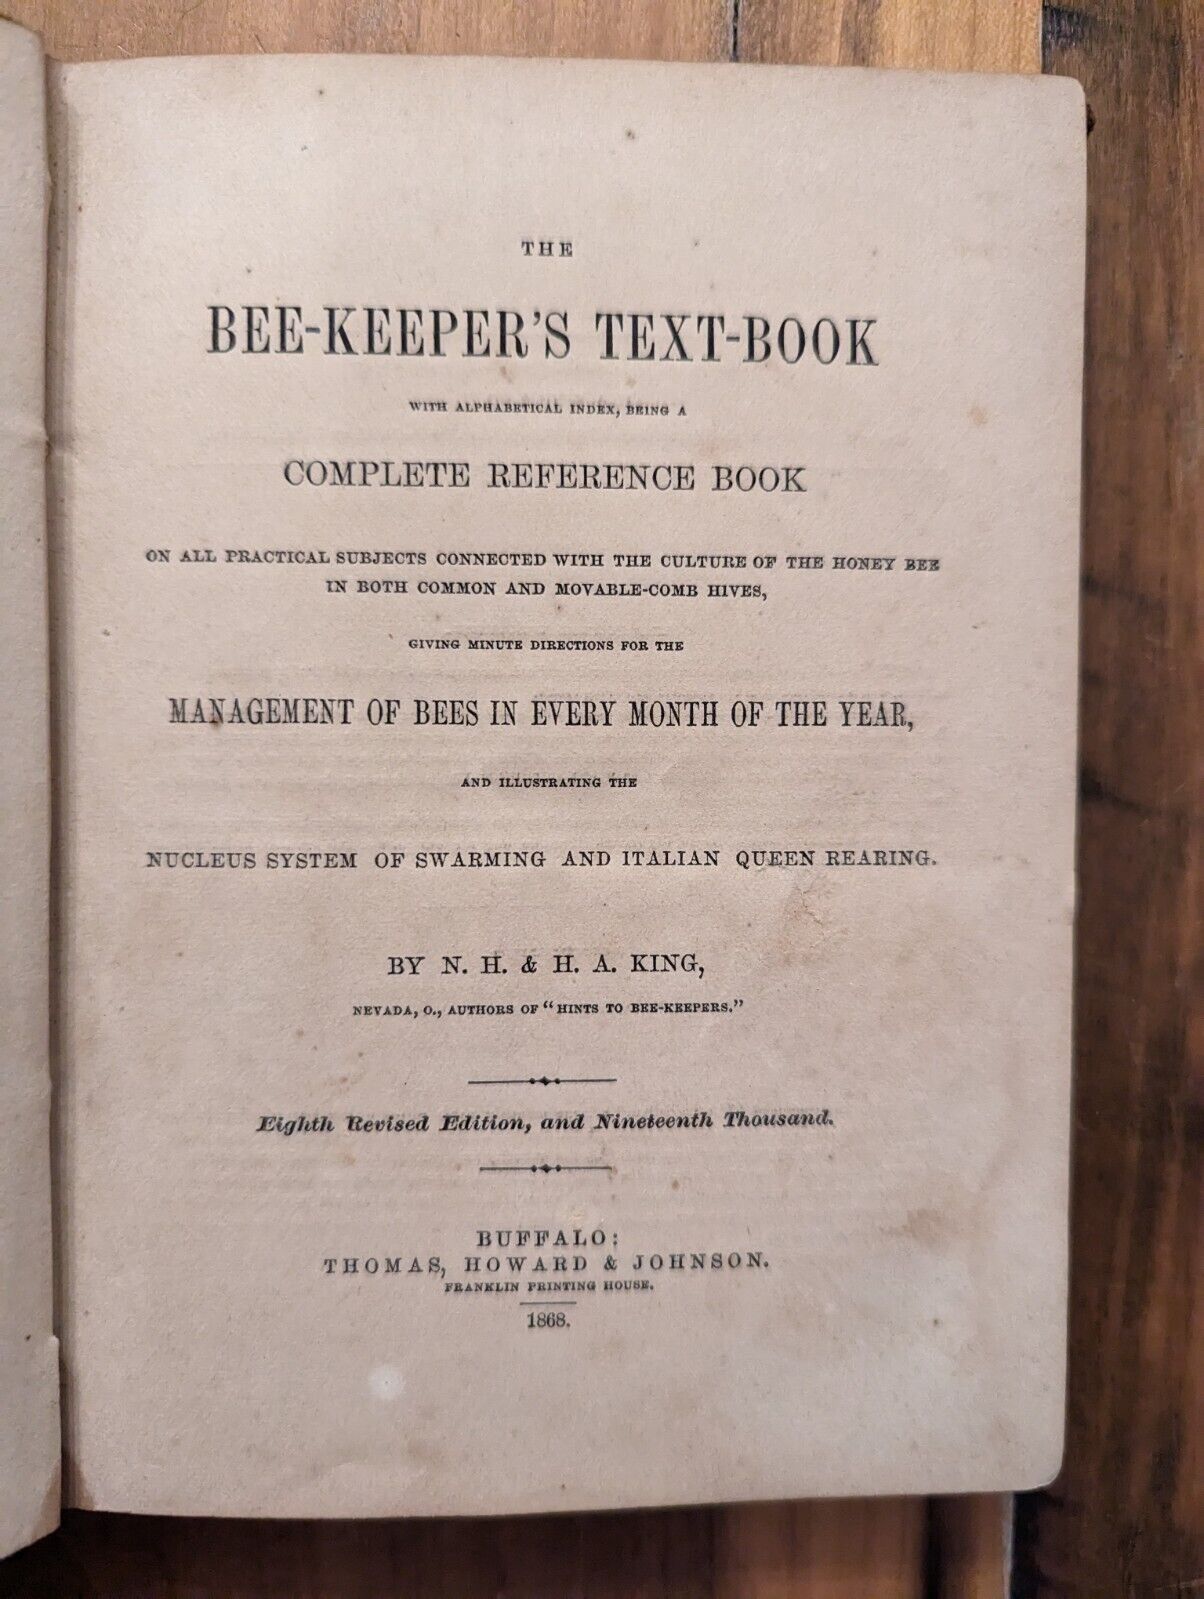 THE
BEE-KEEPER'S TEXT-BOOK
WITH ALPHABETICAL INDEX, BEING A
COMPLETE REFERENCE BOOK
ON ALL PRACTICAL SUBJECTS CONNECTED WITH THE CULTURE OF THE HONEY BEE
IN BOTH COMMON AND MOVABLE-COMB HIVES,
GIVING MINUTE DIRECTIONS FOR THE
MANAGEMENT OF BEES IN EVERY MONTH OF THE YEAR,
AND ILLUSTRATING THE
NUCLEUS SYSTEM OF SWARMING AND ITALIAN QUEEN REARING.
BY N. H. & H. A. KING,
NEVADA, O., AUTHORS OF "HINTS TO BEE-KEEPERS."
Eighth Revised Edition, and Nineteenth Thousand.
BUFFALO:
THOMAS, HOWARD & JOHNSON.
FRANKLIN PRINTING HOUSE.
1868.